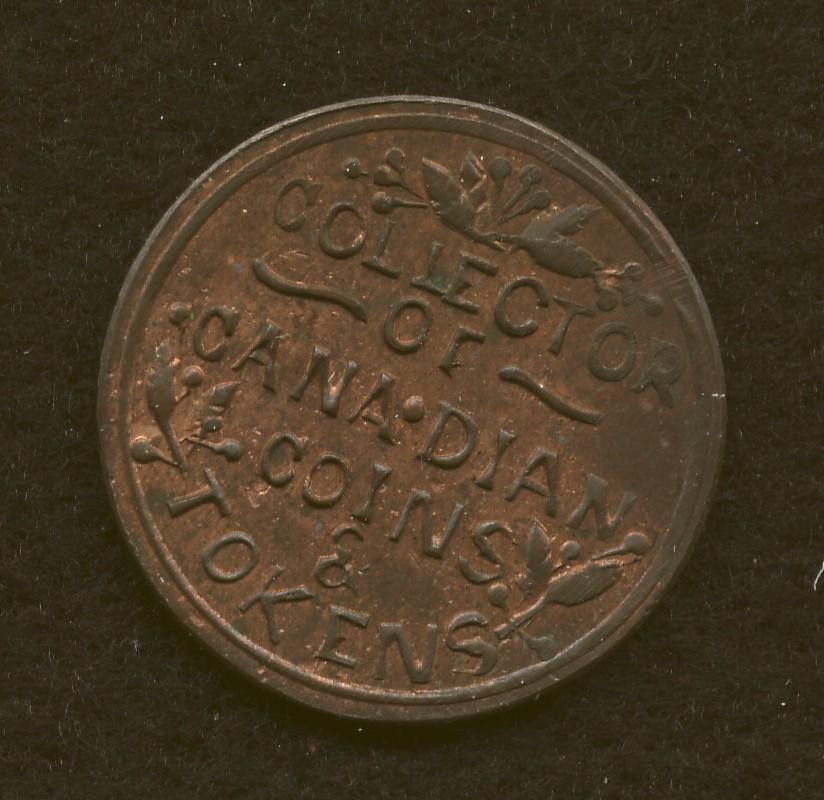 COLLECTOR
OF
CANA•DIAN
COINS
&
TOKENS